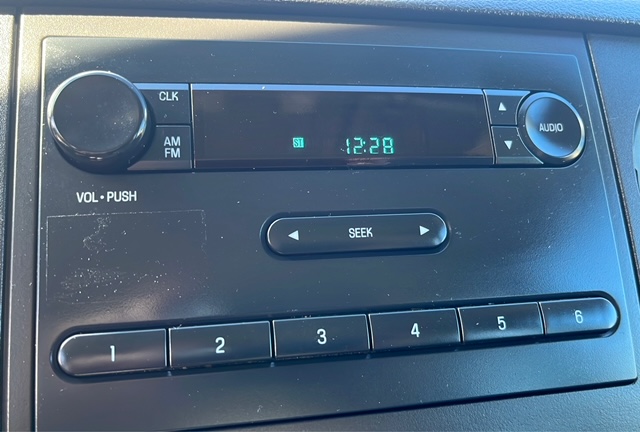 CLK
AM
FM
ST 12:28
AUDIO
VOL • PUSH
SEEK
1 2 3 4 5 6